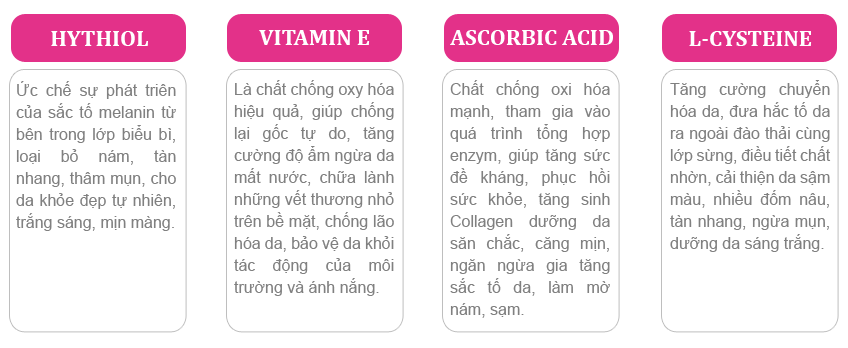 HYTHIOL
Ức chế sự phát triên
của sắc tố melanin từ
bên trong lớp biểu bì,
loại bỏ nám, tàn
nhang, thâm mụn, cho
da khỏe đẹp tự nhiên,
trắng sáng, mịn màng.
VITAMIN E
Là chất chống oxy hóa
hiệu quả, giúp chống
lại gốc tự do, tăng
cường độ ẩm ngừa da
mất nước, chữa lành
những vết thương nhỏ
trên bề mặt, chống lão
hóa da, bảo vệ da khỏi
tác động của môi
trường và ánh nắng.
ASCORBIC ACID
Chất chống oxi hóa
mạnh, tham gia vào
quá trình tổng hợp
enzym, giúp tăng sức
đề kháng, phục hồi
sức khỏe, tăng sinh
Collagen dưỡng da
săn chắc, căng mịn,
ngăn ngừa gia tăng
sắc tố da, làm mờ
nám, sạm.
L-CYSTEINE
Tăng cường chuyển
hóa da, đưa hắc tố da
ra ngoài đào thải cùng
lớp sừng, điều tiết chất
nhờn, cải thiện da sậm
màu, nhiều đốm nâu,
tàn nhang, ngừa mụn,
dưỡng da sáng trắng.